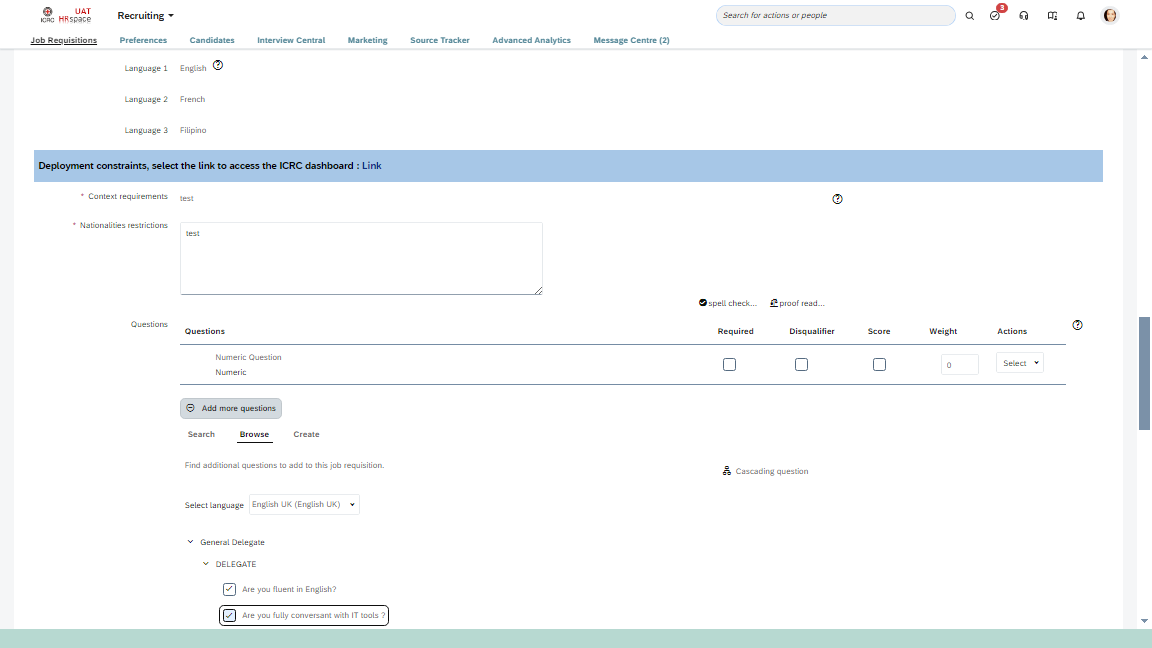 UAT
ICRC HRspace
Recruiting
Search for actions or people
3
Job Requisitions Preferences Candidates Interview Central Marketing Source Tracker Advanced Analytics Message Centre (2)
Language 1 English
Language 2 French
Language 3 Filipino
Deployment constraints, select the link to access the ICRC dashboard : Link
* Context requirements test
* Nationalities restrictions
test
spell check... proof read...
Questions
Questions Required Disqualifier Score Weight Actions
Numeric Question
Numeric
0
Select
Add more questions
Search Browse Create
Find additional questions to add to this job requisition.
Cascading question
Select language English UK (English UK)
General Delegate
DELEGATE
Are you fluent in English?
Are you fully conversant with IT tools ?